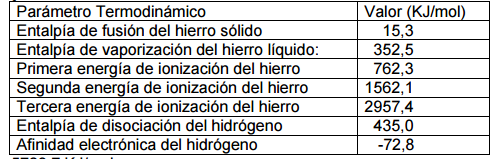 Parámetro Termodinámico Valor (KJ/mol)
Entalpía de fusión del hierro sólido 15,3
Entalpía de vaporización del hierro líquido: 352,5
Primera energía de ionización del hierro 762,3
Segunda energía de ionización del hierro 1562,1
Tercera energía de ionización del hierro 2957,4
Entalpía de disociación del hidrógeno 435,0
Afinidad electrónica del hidrógeno -72,8